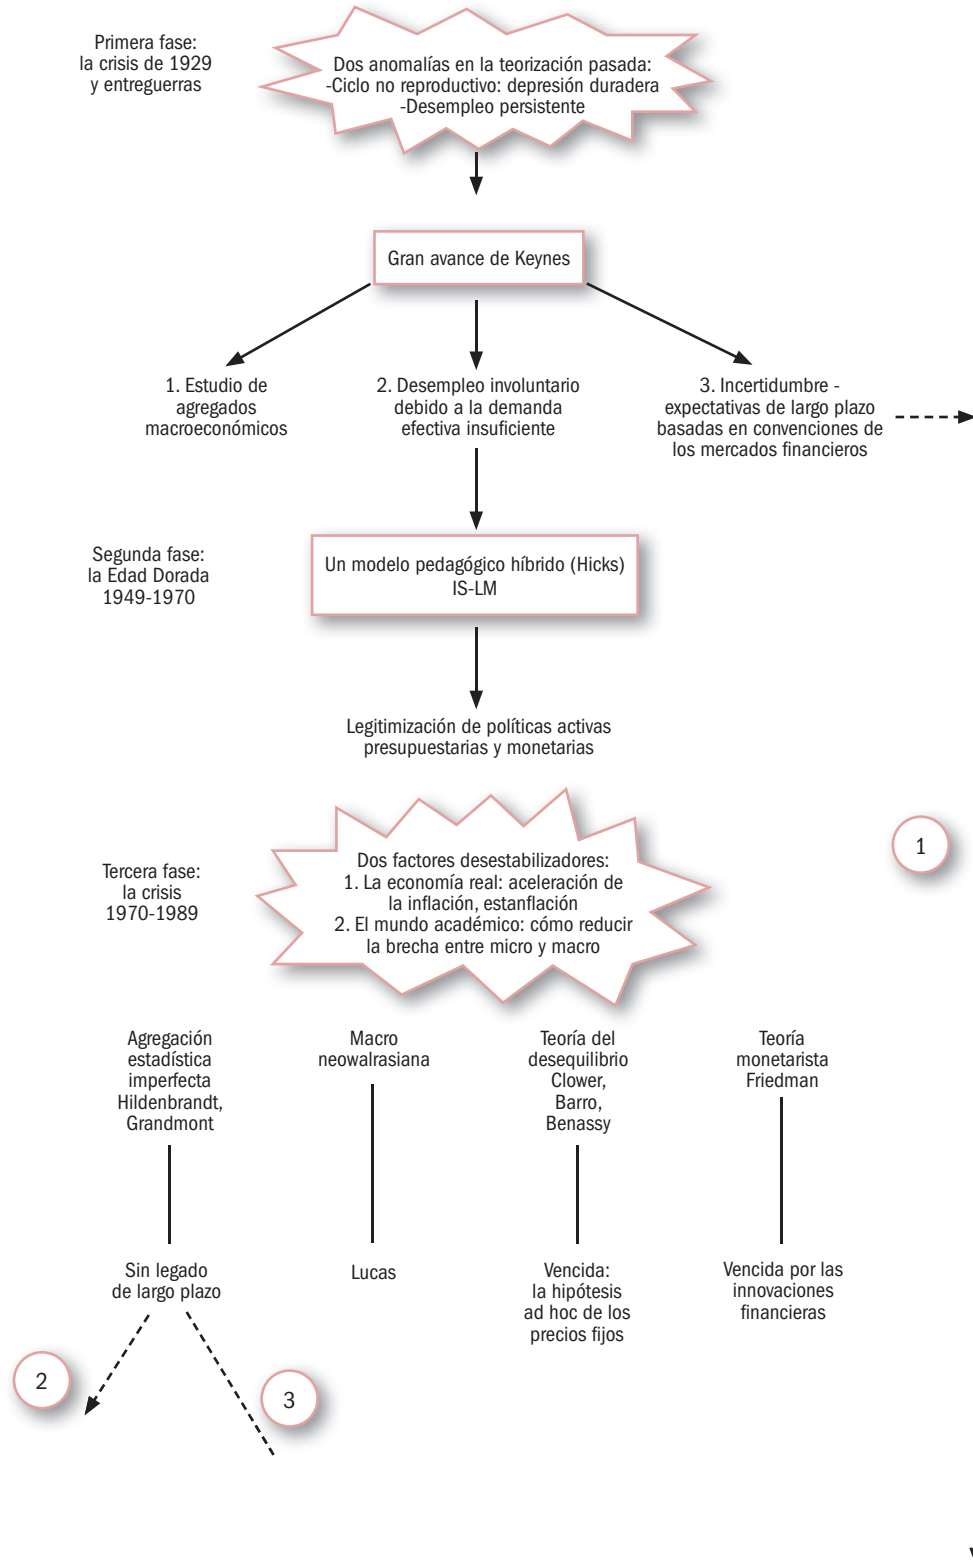 Primera fase:
la crisis de 1929
y entreguerras
Dos anomalías en la teorización pasada:
-Ciclo no reproductivo: depresión duradera
-Desempleo persistente
Gran avance de Keynes
1. Estudio de
agregados
macroeconómicos
2. Desempleo involuntario
debido a la demanda
efectiva insuficiente
3. Incertidumbre -
expectativas de largo plazo
basadas en convenciones de
los mercados financieros
Segunda fase:
la Edad Dorada
1949-1970
Un modelo pedagógico híbrido (Hicks)
IS-LM
Legitimización de políticas activas
presupuestarias y monetarias
1
Tercera fase:
la crisis
1970-1989
Dos factores desestabilizadores:
1. La economía real: aceleración de
la inflación, estanflación
2. El mundo académico: cómo reducir
la brecha entre micro y macro
Agregación
estadística
imperfecta
Hildenbrandt,
Grandmont
Macro
neowalrasiana
Teoría del
desequilibrio
Clower,
Barro,
Benassy
Teoría
monetarista
Friedman
Sin legado
de largo plazo
Lucas
Vencida:
la hipótesis
ad hoc de los
precios fijos
Vencida por las
innovaciones
financieras
2
3